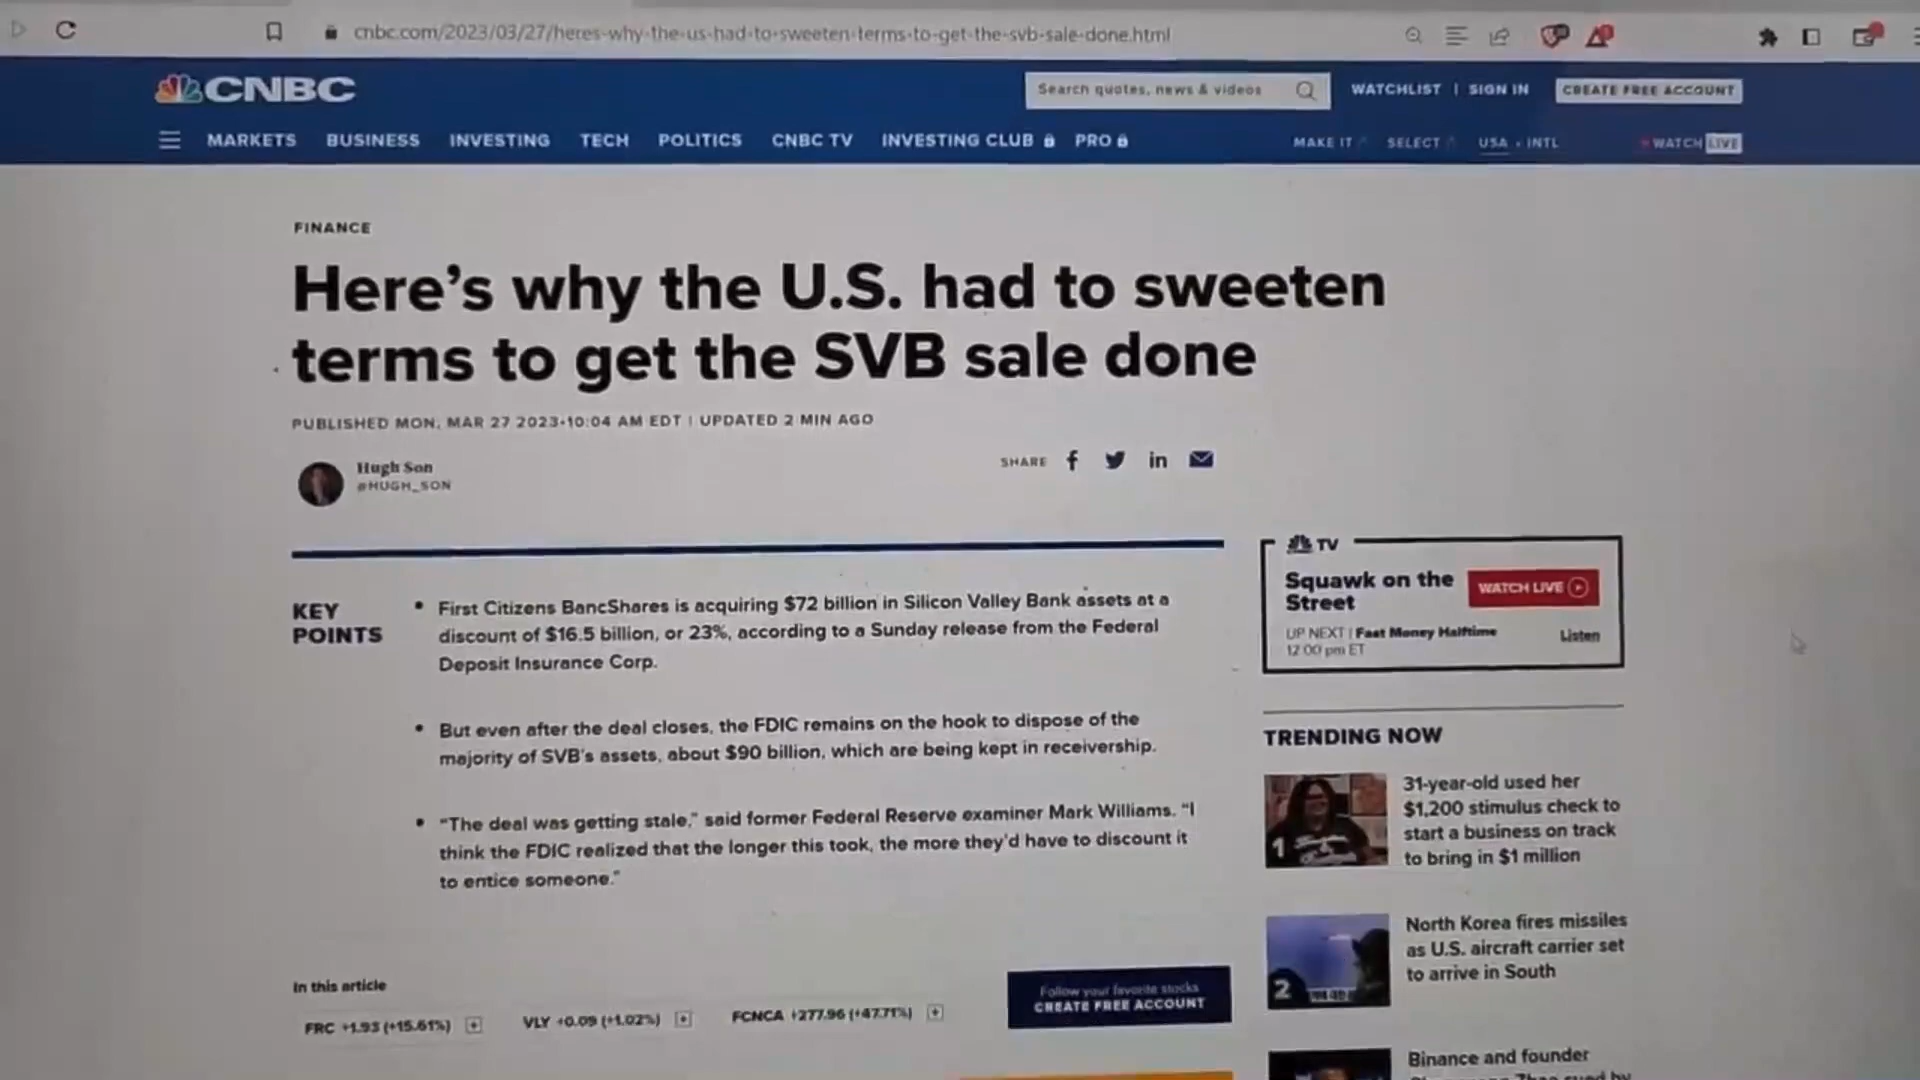 cnbc.com/2023/03/27/heres-why-the-us-had-to-sweeten-terms-to-get-the-svb-sale-done.html
CNBC
Search quotes, news & videos
WATCHLIST | SIGN IN
CREATE FREE ACCOUNT
MARKETS BUSINESS INVESTING TECH POLITICS CNBC TV INVESTING CLUB PRO
MAKE IT SELECT USA • INTL WATCH LIVE
FINANCE
Here's why the U.S. had to sweeten
terms to get the SVB sale done
PUBLISHED MON, MAR 27 2023•10:04 AM EDT | UPDATED 2 MIN AGO
Hugh Son
@HUGH_SON
SHARE
KEY
POINTS
• First Citizens BancShares is acquiring $72 billion in Silicon Valley Bank assets at a
discount of $16.5 billion, or 23%, according to a Sunday release from the Federal
Deposit Insurance Corp.
• But even after the deal closes, the FDIC remains on the hook to dispose of the
majority of SVB's assets, about $90 billion, which are being kept in receivership.
• "The deal was getting stale," said former Federal Reserve examiner Mark Williams. "I
think the FDIC realized that the longer this took, the more they'd have to discount it
to entice someone."
In this article
FRC +1.93 (+15.61%)
VLY +0.09 (+1.02%)
FCNCA +277.96 (+47.71%)
Follow your favorite stocks
CREATE FREE ACCOUNT
TV
Squawk on the
Street
WATCH LIVE
UP NEXT | Fast Money Halftime
12:00 pm ET
Listen
TRENDING NOW
1
31-year-old used her
$1,200 stimulus check to
start a business on track
to bring in $1 million
2
North Korea fires missiles
as U.S. aircraft carrier set
to arrive in South
Binance and founder